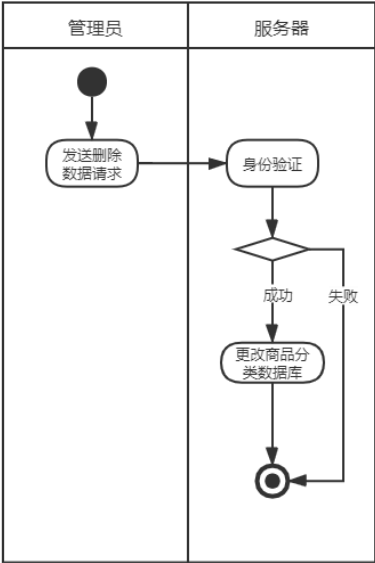 管理员
服务器
发送删除
数据请求
身份验证
成功
失败
更改商品分
类数据库